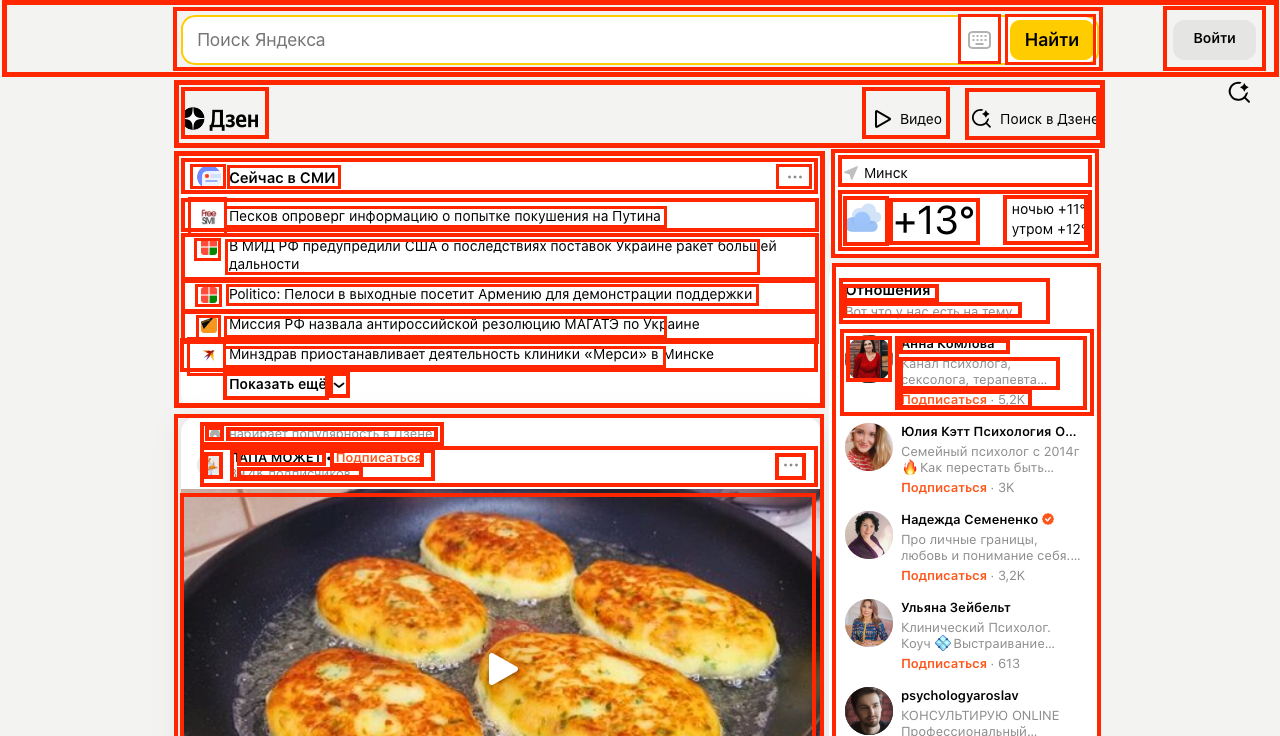 Поиск Яндекса
Найти
Войти
Дзен
Видео
Поиск в Дзене
Сейчас в СМИ
Free
SMI
Песков опроверг информацию о попытке покушения на Путина
В МИД РФ предупредили США о последствиях поставок Украине ракет большей
дальности
Politico: Пелоси в выходные посетит Армению для демонстрации поддержки
Миссия РФ назвала антироссийской резолюцию МАГАТЭ по Украине
Минздрав приостанавливает деятельность клиники «Мерси» в Минске
Показать ещё
Набирает популярность в Дзене
ПАПА МОЖЕТ • Подписаться
подписчиков
Минск
+13°
ночью +11°
утром +12°
Отношения
Вот что у нас есть на тему
Анна Комлова
Канал психолога,
сексолога, терапевта...
Подписаться · 5,2K
Юлия Кэтт Психология О...
Семейный психолог с 2014г
🔥Как перестать быть...
Подписаться · 3K
Надежда Семененко
Про личные границы,
любовь и понимание себя....
Подписаться · 3,2K
Ульяна Зейбельт
Клинический Психолог.
Коуч 💠Выстраивание...
Подписаться · 613
psychologyaroslav
КОНСУЛЬТИРУЮ ONLINE
Профессиональный...